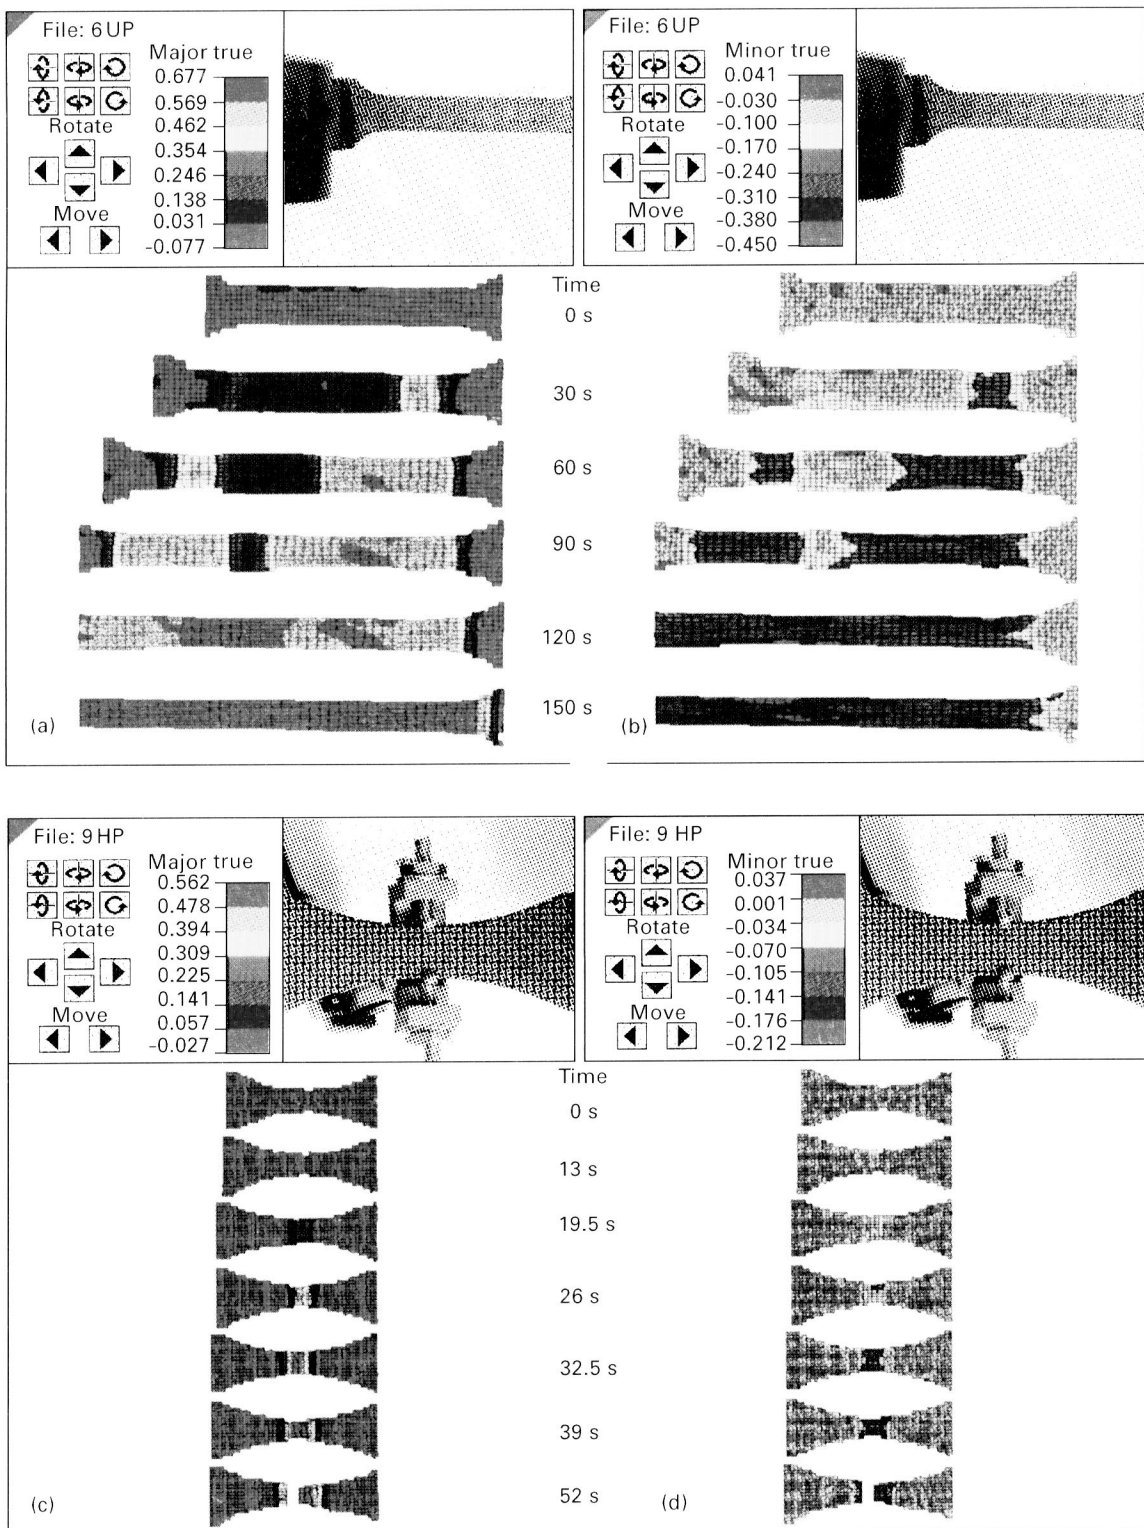 File: 6UP
Major true
0.677
0.569
0.462
0.354
0.246
0.138
0.031
-0.077
Rotate
Move
File: 6UP
Minor true
0.041
-0.030
-0.100
-0.170
-0.240
-0.310
-0.380
-0.450
Rotate
Move
Time
0 s
30 s
60 s
90 s
120 s
150 s
(a)
(b)
File: 9HP
Major true
0.562
0.478
0.394
0.309
0.225
0.141
0.057
-0.027
Rotate
Move
File: 9 HP
Minor true
0.037
0.001
-0.034
-0.070
-0.105
-0.141
-0.176
-0.212
Rotate
Move
Time
0 s
13 s
19.5 s
26 s
32.5 s
39 s
52 s
(c)
(d)